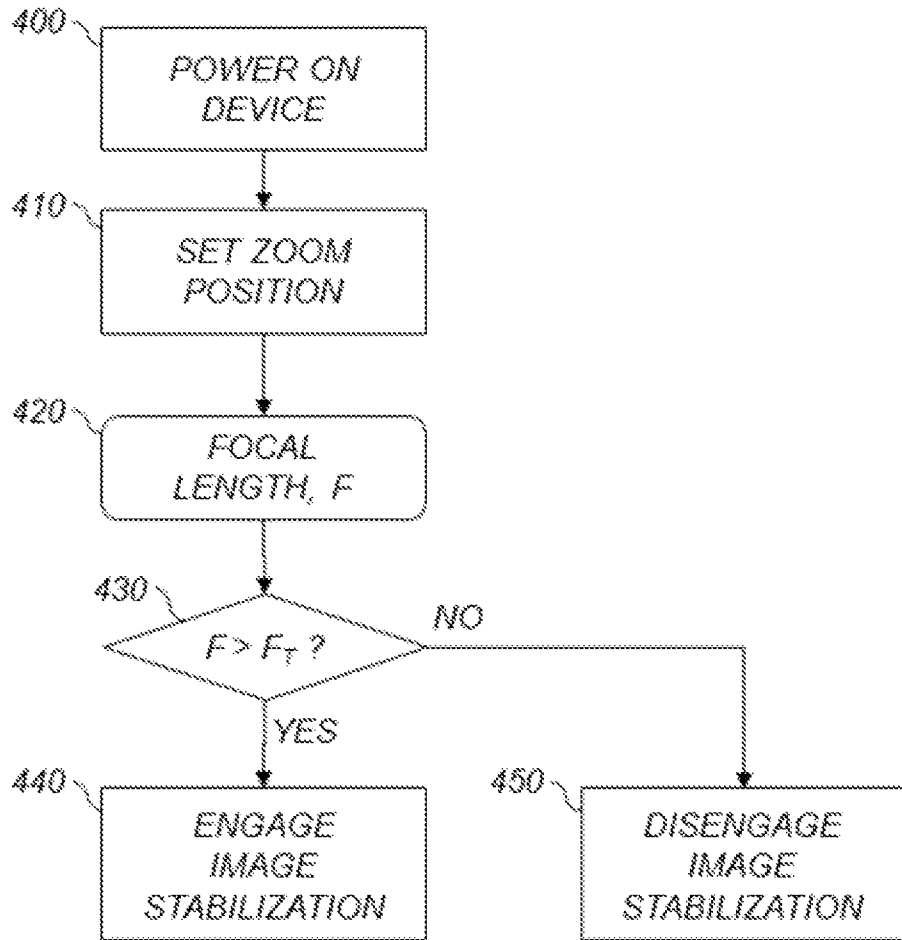 400
POWER ON
DEVICE
410
SET ZOOM
POSITION
420
FOCAL
LENGTH, F
430
F > F_T ?
NO
YES
440
ENGAGE
IMAGE
STABILIZATION
450
DISENGAGE
IMAGE
STABILIZATION